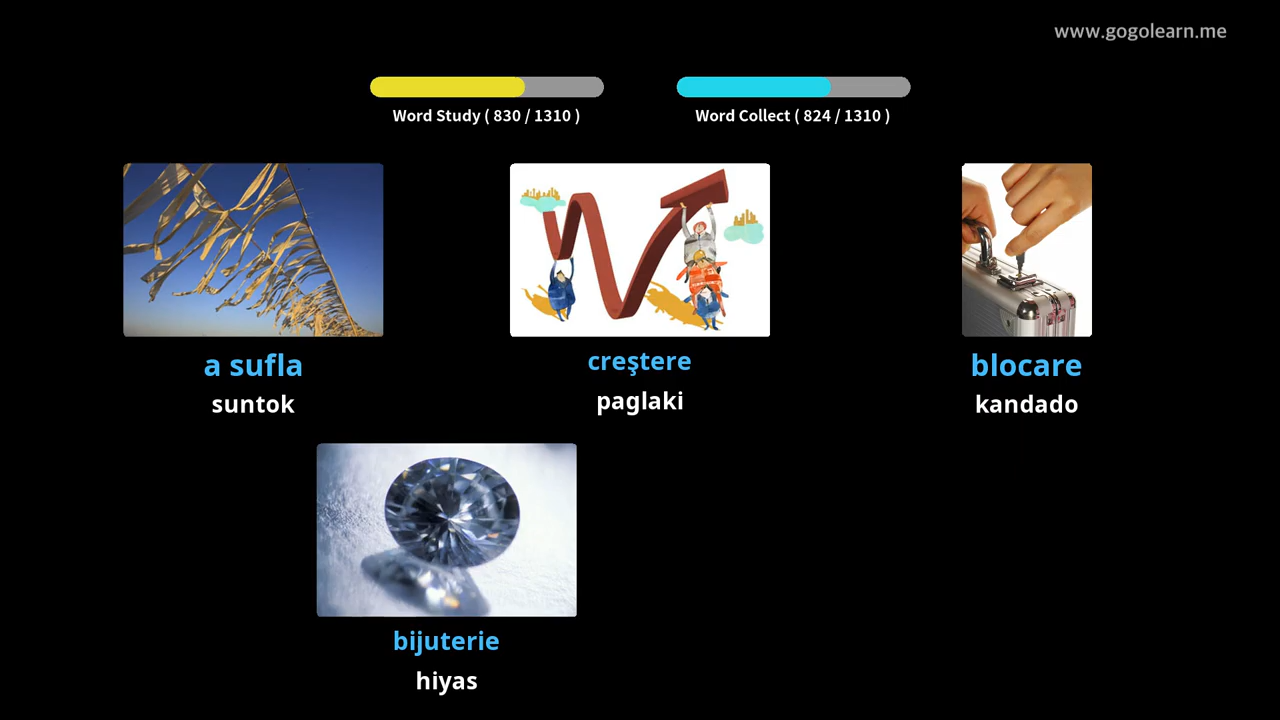 www.gogolearn.me
Word Study ( 830 / 1310 )
Word Collect ( 824 / 1310 )
a sufla
suntok
creştere
paglaki
blocare
kandado
bijuterie
hiyas